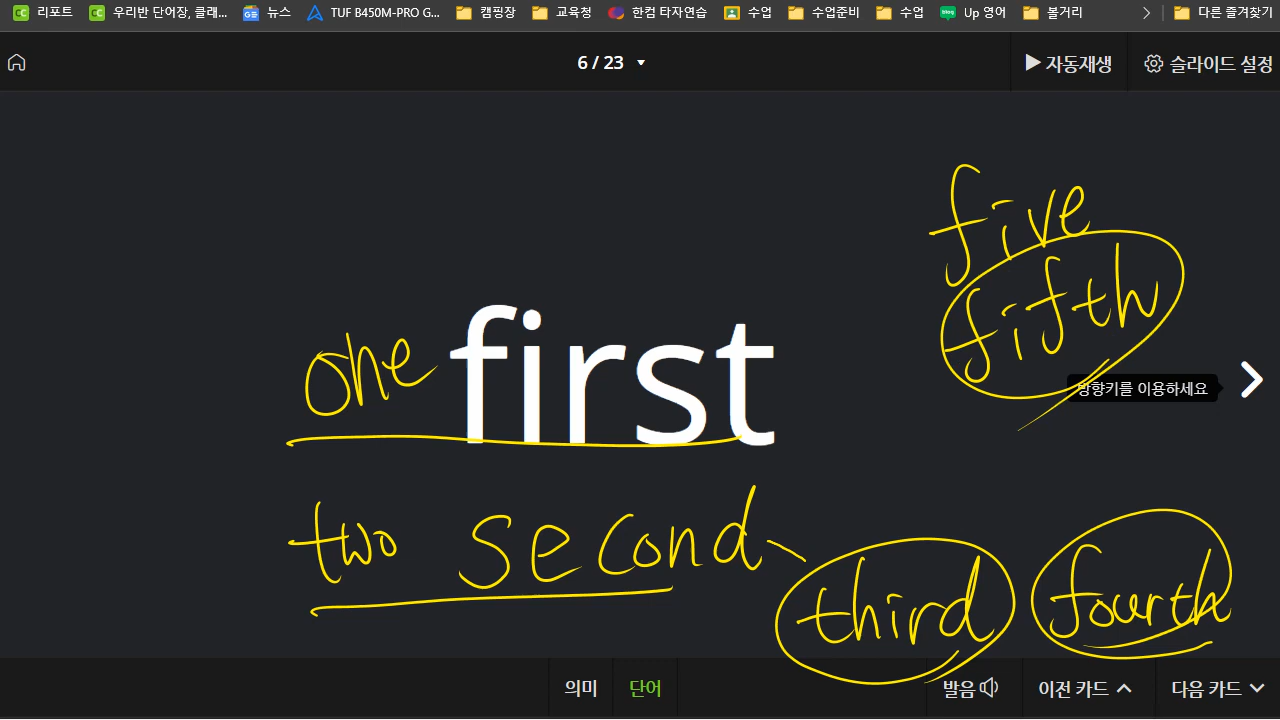 리포트 우리반 단어장, 클래... 뉴스 TUF B450M-PRO G... 캠핑장 교육청 한컴 타자연습 수업 수업준비 수업 Up 영어 볼거리 다른 즐겨찾기
6 / 23 자동재생 슬라이드 설정
five
fifth
one first
방향키를 이용하세요
two second
third fourth
의미 단어 발음 이전 카드 다음 카드